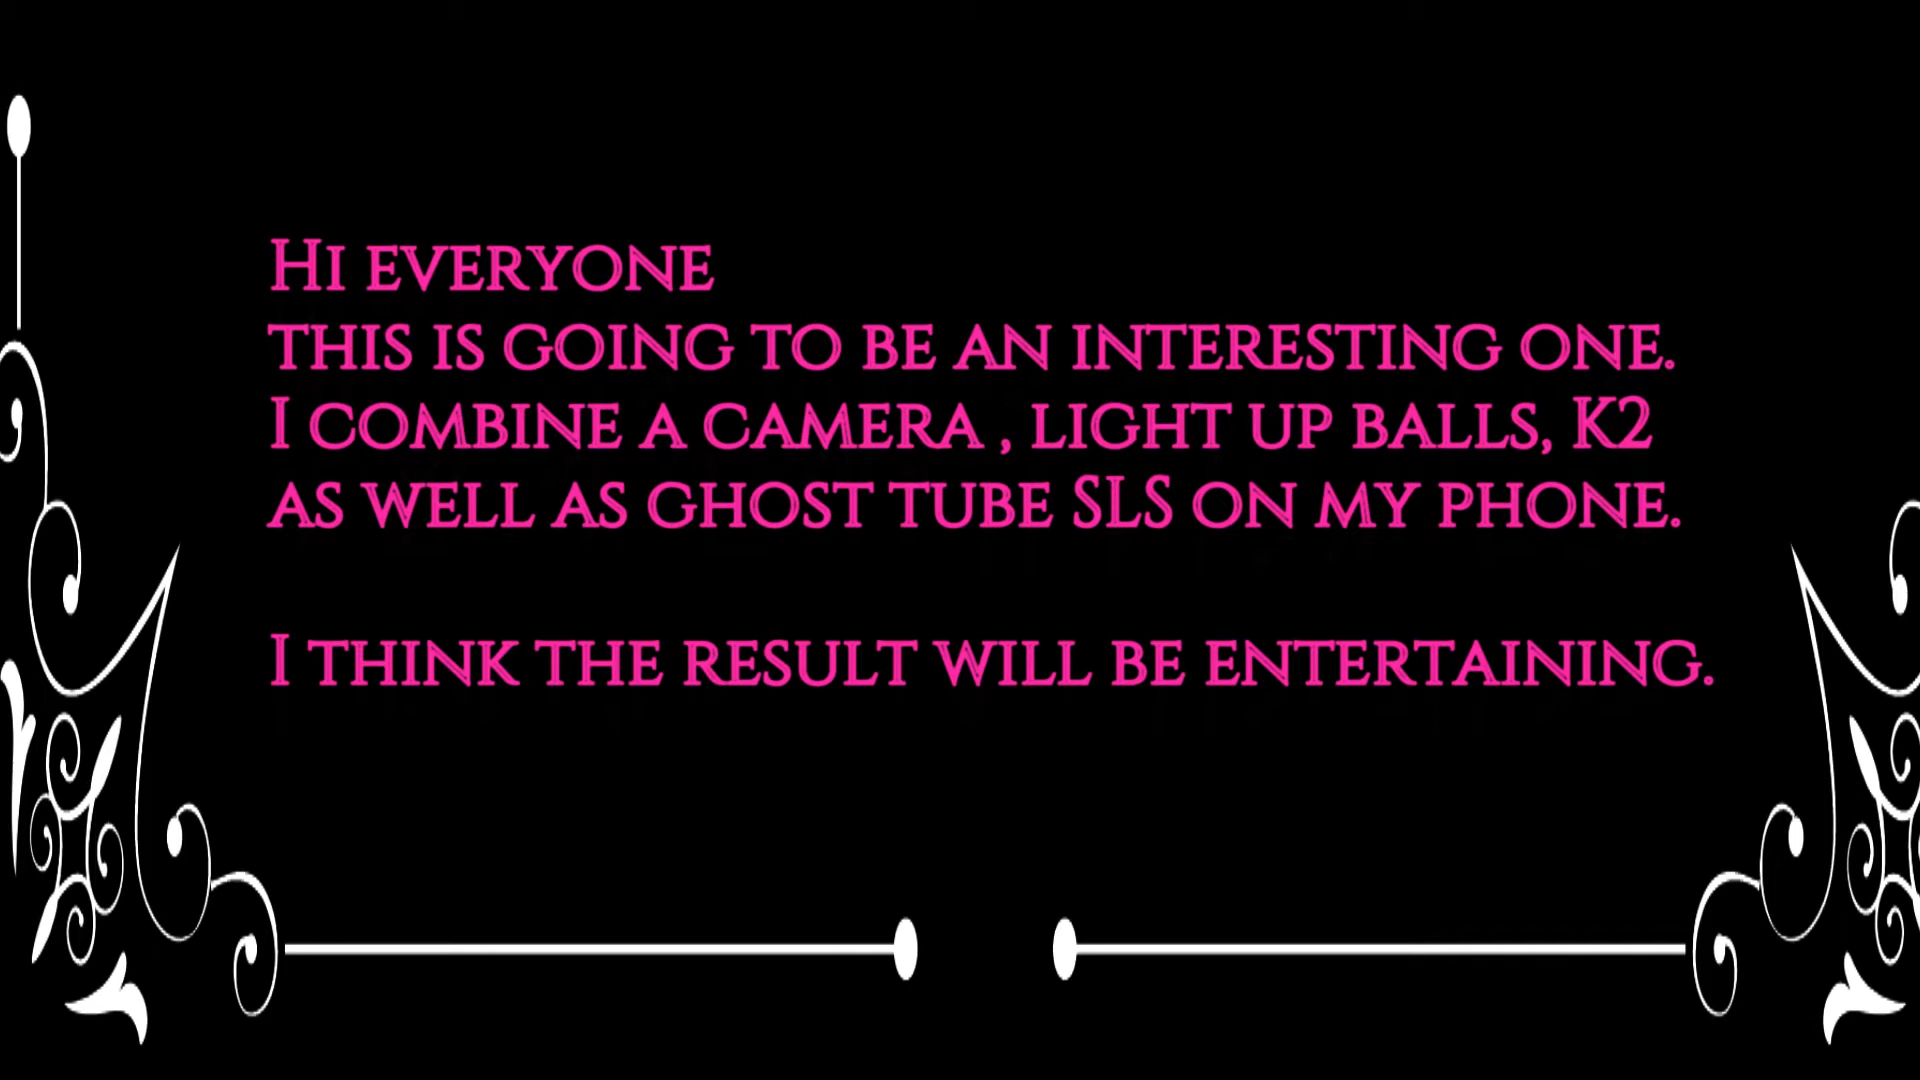 Hi everyone
this is going to be an interesting one.
I combine a camera , light up balls, K2
as well as ghost tube SLS on my phone.
I think the result will be entertaining.